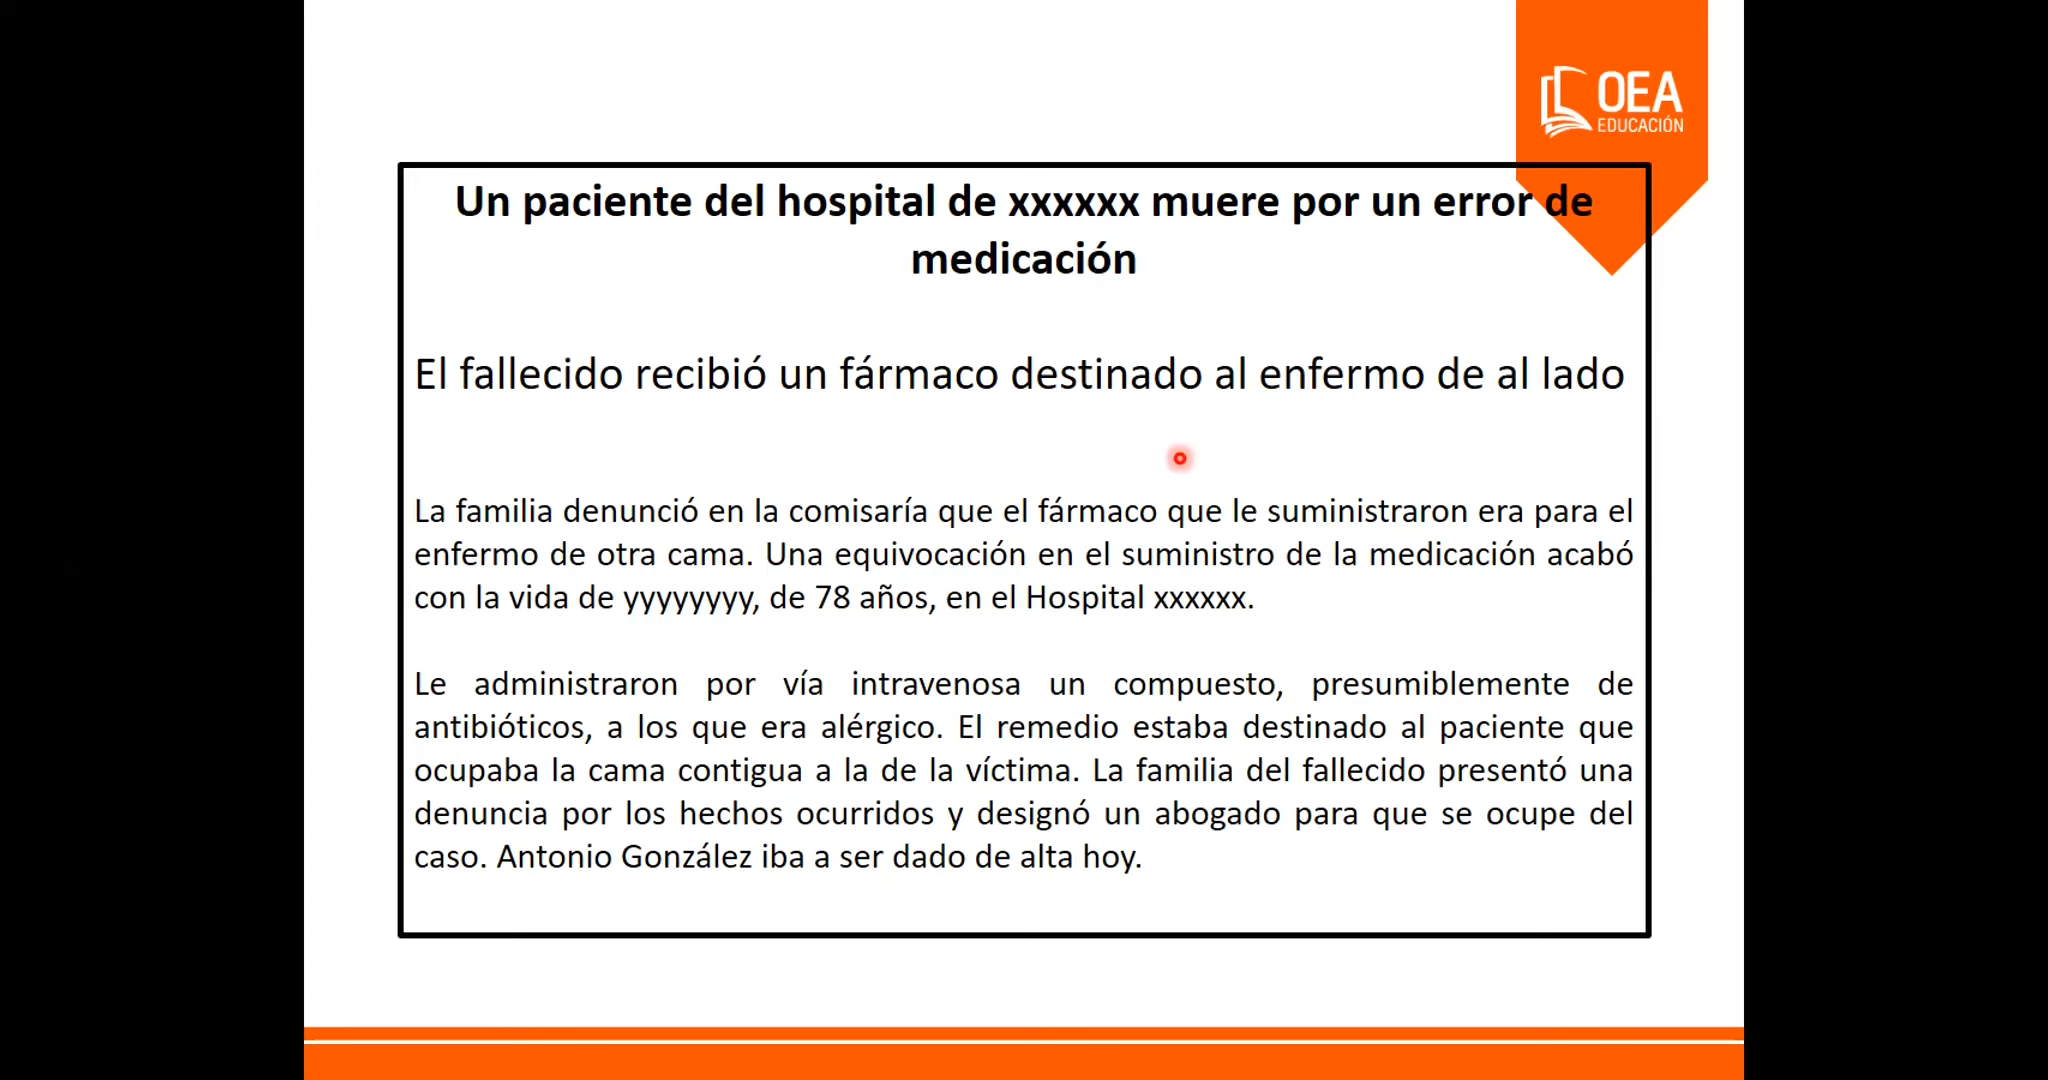 OEA
EDUCACIÓN
Un paciente del hospital de xxxxxx muere por un error de
medicación
El fallecido recibió un fármaco destinado al enfermo de al lado
La familia denunció en la comisaría que el fármaco que le suministraron era para el
enfermo de otra cama. Una equivocación en el suministro de la medicación acabó
con la vida de yyyyyyyy, de 78 años, en el Hospital xxxxxx.
Le administraron por vía intravenosa un compuesto, presumiblemente de
antibióticos, a los que era alérgico. El remedio estaba destinado al paciente que
ocupaba la cama contigua a la de la víctima. La familia del fallecido presentó una
denuncia por los hechos ocurridos y designó un abogado para que se ocupe del
caso. Antonio González iba a ser dado de alta hoy.